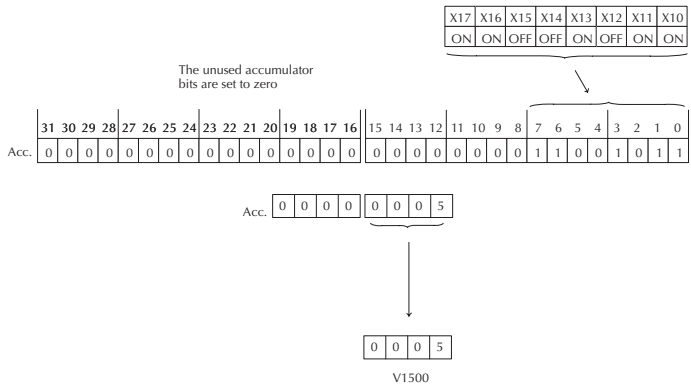 X17 X16 X15 X14 X13 X12 X11 X10
ON ON OFF OFF ON OFF ON ON
The unused accumulator
bits are set to zero
31 30 29 28 27 26 25 24 23 22 21 20 19 18 17 16 15 14 13 12 11 10 9 8 7 6 5 4 3 2 1 0
Acc. 0 0 0 0 0 0 0 0 0 0 0 0 0 0 0 0 0 0 0 0 0 0 0 0 1 1 0 0 1 0 1 1
Acc. 0 0 0 0 0 0 0 5
0 0 0 5
V1500